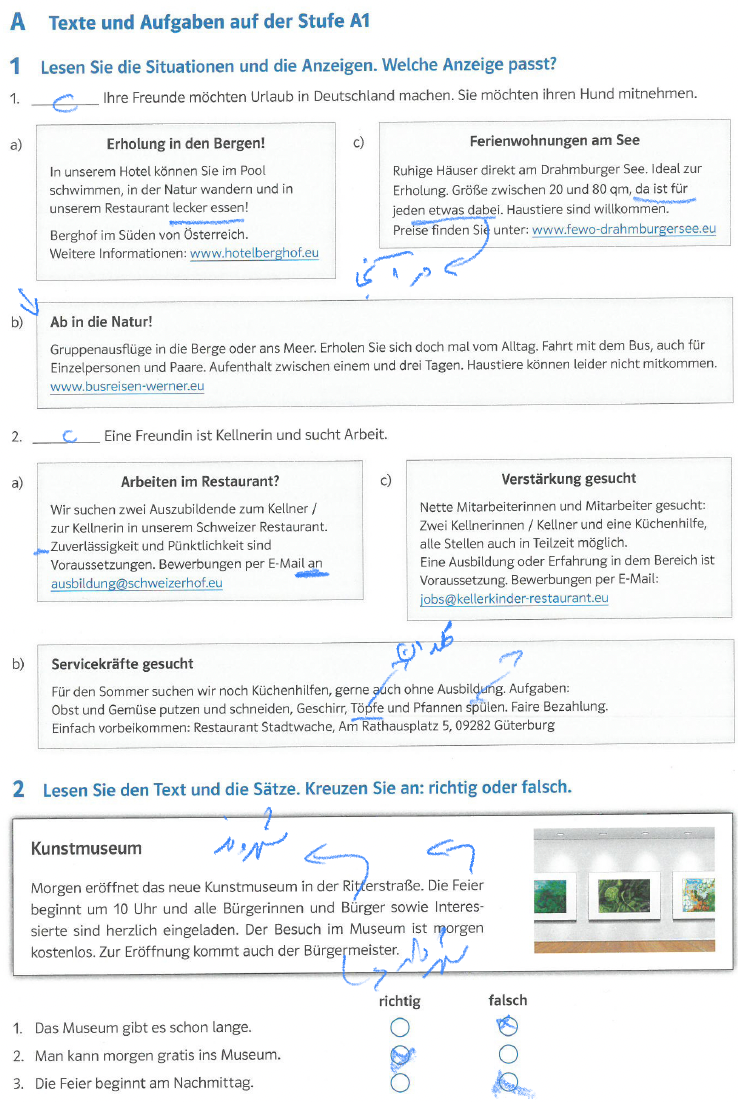 A Texte und Aufgaben auf der Stufe A1
1 Lesen Sie die Situationen und die Anzeigen. Welche Anzeige passt?
1. c Ihre Freunde möchten Urlaub in Deutschland machen. Sie möchten ihren Hund mitnehmen.
a) Erholung in den Bergen!
In unserem Hotel können Sie im Pool
schwimmen, in der Natur wandern und in
unserem Restaurant lecker essen!
Berghof im Süden von Österreich.
Weitere Informationen: www.hotelberghof.eu
c) Ferienwohnungen am See
Ruhige Häuser direkt am Drahmburger See. Ideal zur
Erholung. Größe zwischen 20 und 80 qm, da ist für
jeden etwas dabei. Haustiere sind willkommen.
Preise finden Sie unter: www.fewo-drahmburgersee.eu
b) Ab in die Natur!
Gruppenausflüge in die Berge oder ans Meer. Erholen Sie sich doch mal vom Alltag. Fahrt mit dem Bus, auch für
Einzelpersonen und Paare. Aufenthalt zwischen einem und drei Tagen. Haustiere können leider nicht mitkommen.
www.busreisen-werner.eu
2. c Eine Freundin ist Kellnerin und sucht Arbeit.
a) Arbeiten im Restaurant?
Wir suchen zwei Auszubildende zum Kellner /
zur Kellnerin in unserem Schweizer Restaurant.
Zuverlässigkeit und Pünktlichkeit sind
Voraussetzungen. Bewerbungen per E-Mail an
ausbildung@schweizerhof.eu
c) Verstärkung gesucht
Nette Mitarbeiterinnen und Mitarbeiter gesucht:
Zwei Kellnerinnen / Kellner und eine Küchenhilfe,
alle Stellen auch in Teilzeit möglich.
Eine Ausbildung oder Erfahrung in dem Bereich ist
Voraussetzung. Bewerbungen per E-Mail:
jobs@kellerkinder-restaurant.eu
b) Servicekräfte gesucht
Für den Sommer suchen wir noch Küchenhilfen, gerne auch ohne Ausbildung. Aufgaben:
Obst und Gemüse putzen und schneiden, Geschirr, Töpfe und Pfannen spülen. Faire Bezahlung.
Einfach vorbeikommen: Restaurant Stadtwache, Am Rathausplatz 5, 09282 Güterburg
2 Lesen Sie den Text und die Sätze. Kreuzen Sie an: richtig oder falsch.
Kunstmuseum
Morgen eröffnet das neue Kunstmuseum in der Ritterstraße. Die Feier
beginnt um 10 Uhr und alle Bürgerinnen und Bürger sowie Interes-
sierte sind herzlich eingeladen. Der Besuch im Museum ist morgen
kostenlos. Zur Eröffnung kommt auch der Bürgermeister.
richtig falsch
1. Das Museum gibt es schon lange.
2. Man kann morgen gratis ins Museum.
3. Die Feier beginnt am Nachmittag.